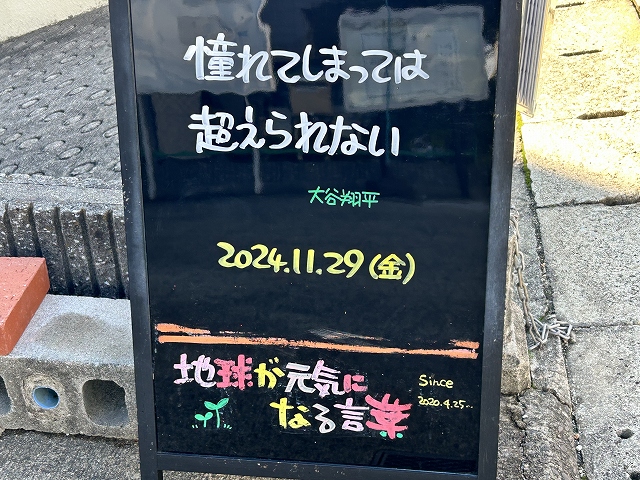 憧れてしまっては
超えられない
大谷翔平
2024.11.29(金)
地球が元気に
なる言葉
Since
2020.4.25..